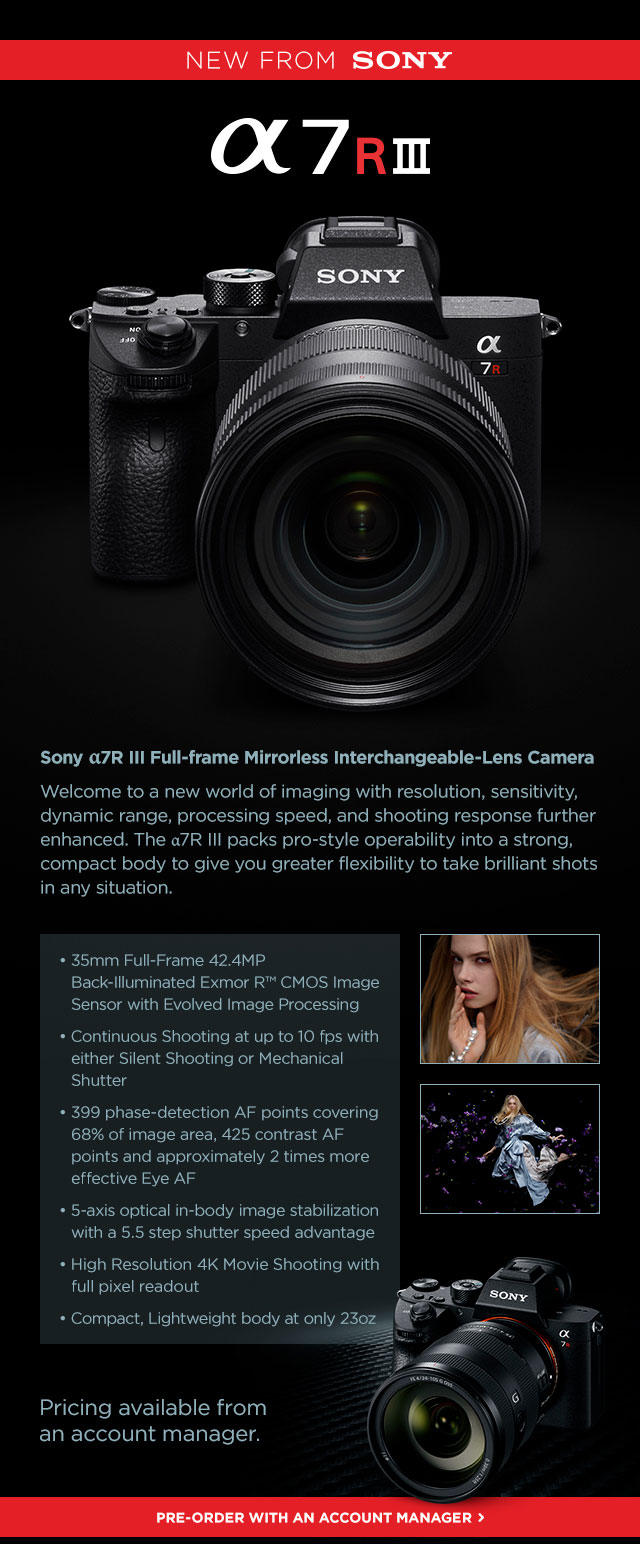 NEW FROM SONY
α7RIII
SONY
ON
OFF
α
7R
Sony α7R III Full-frame Mirrorless Interchangeable-Lens Camera
Welcome to a new world of imaging with resolution, sensitivity,
dynamic range, processing speed, and shooting response further
enhanced. The α7R III packs pro-style operability into a strong,
compact body to give you greater flexibility to take brilliant shots
in any situation.
• 35mm Full-Frame 42.4MP
Back-Illuminated Exmor R™ CMOS Image
Sensor with Evolved Image Processing
• Continuous Shooting at up to 10 fps with
either Silent Shooting or Mechanical
Shutter
• 399 phase-detection AF points covering
68% of image area, 425 contrast AF
points and approximately 2 times more
effective Eye AF
• 5-axis optical in-body image stabilization
with a 5.5 step shutter speed advantage
• High Resolution 4K Movie Shooting with
full pixel readout
• Compact, Lightweight body at only 23oz
SONY
α
7R
FE 4/24-105 G OSS
G
Pricing available from
an account manager.
PRE-ORDER WITH AN ACCOUNT MANAGER >